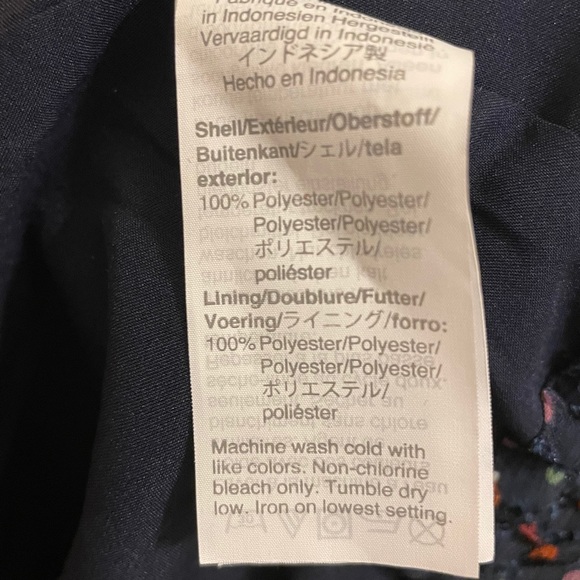 Fabriqué en Indonésie
in Indonesien Hergestellt
Vervaardigd in Indonesië
インドネシア製
Hecho en Indonesia
Shell/Extérieur/Oberstoff/
Buitenkant/シェル/tela
exterior:
100% Polyester/Polyester/
Polyester/Polyester/
ポリエステル/
poliéster
Lining/Doublure/Futter/
Voering/ライニング/forro:
100% Polyester/Polyester/
Polyester/Polyester/
ポリエステル/
poliéster
Machine wash cold with
like colors. Non-chlorine
bleach only. Tumble dry
low. Iron on lowest setting.